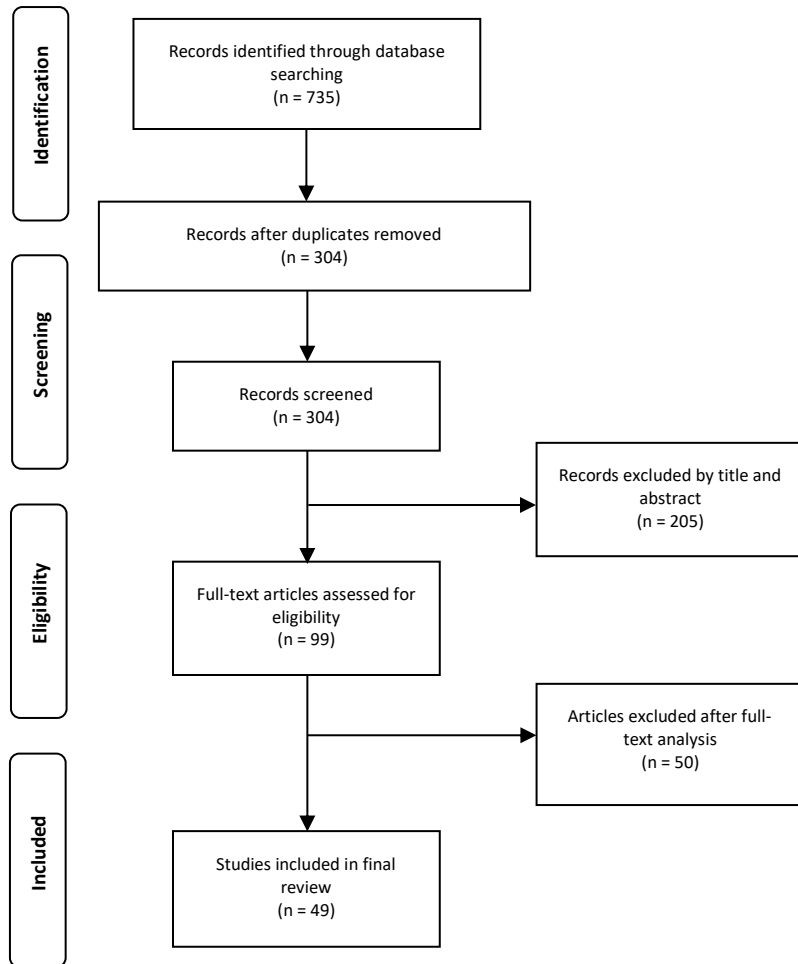 Identification
Records identified through database
searching
(n = 735)
Records after duplicates removed
(n = 304)
Screening
Records screened
(n = 304)
Records excluded by title and
abstract
(n = 205)
Eligibility
Full-text articles assessed for
eligibility
(n = 99)
Articles excluded after full-
text analysis
(n = 50)
Included
Studies included in final
review
(n = 49)